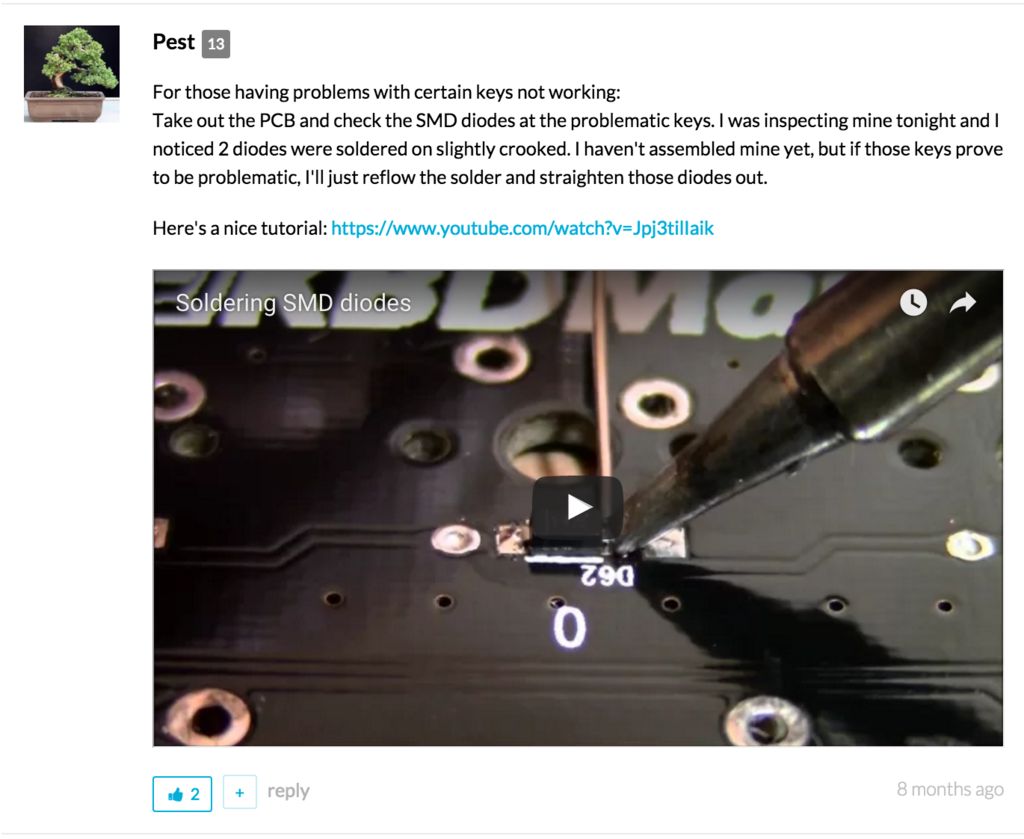 Pest 13
For those having problems with certain keys not working:
Take out the PCB and check the SMD diodes at the problematic keys. I was inspecting mine tonight and I
noticed 2 diodes were soldered on slightly crooked. I haven't assembled mine yet, but if those keys prove
to be problematic, I'll just reflow the solder and straighten those diodes out.
Here's a nice tutorial: https://www.youtube.com/watch?v=Jpj3tillaik
Soldering SMD diodes
D62
0
2 + reply 8 months ago